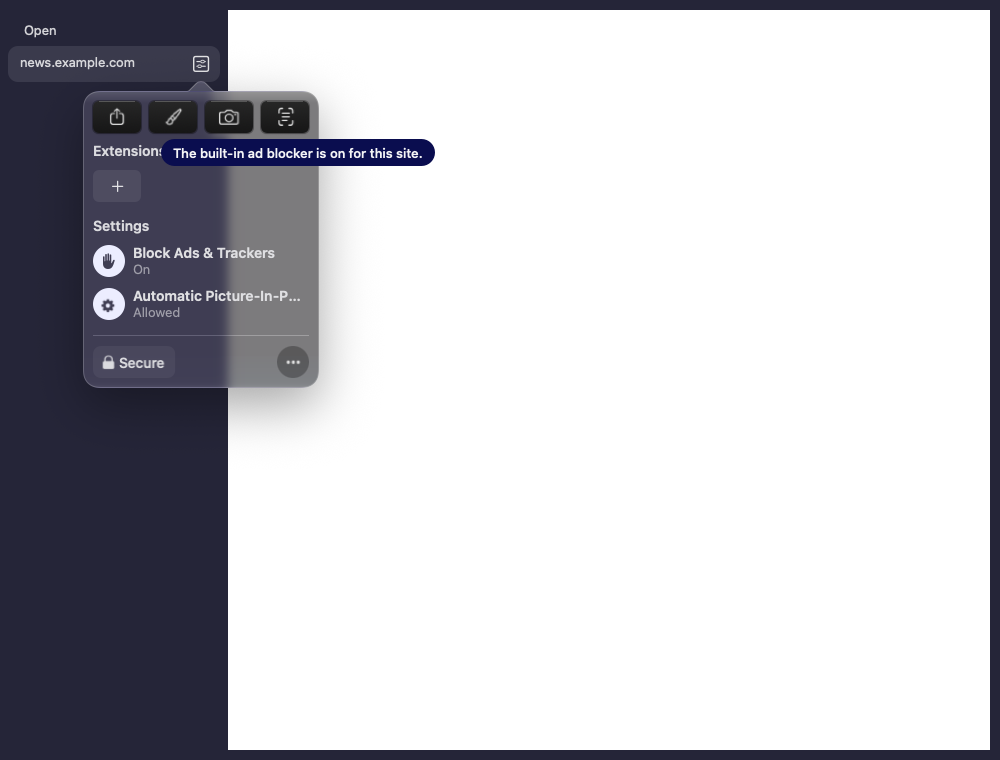 Open
news.example.com
Extensions
The built-in ad blocker is on for this site.
Settings
Block Ads & Trackers
On
Automatic Picture-In-P...
Allowed
Secure